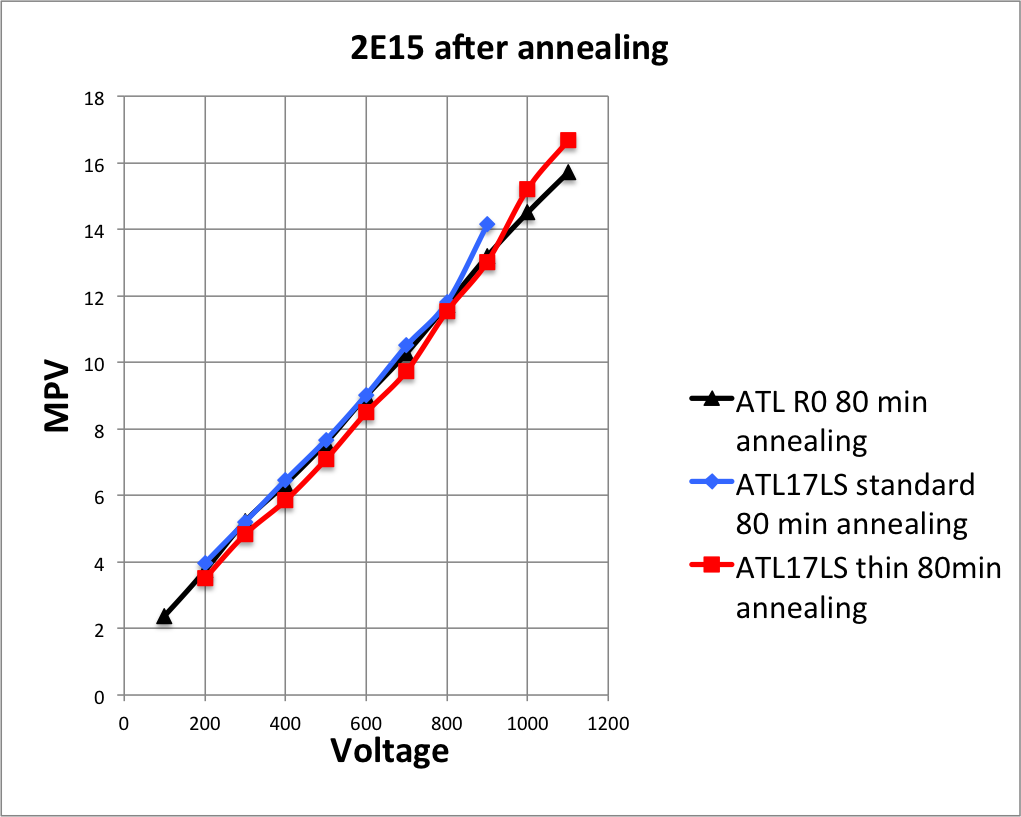 2E15 after annealing
18
16
14
12
10
8
6
4
2
0
MPV
0 200 400 600 800 1000 1200
Voltage
ATL R0 80 min
annealing
ATL17LS standard
80 min annealing
ATL17LS thin 80min
annealing